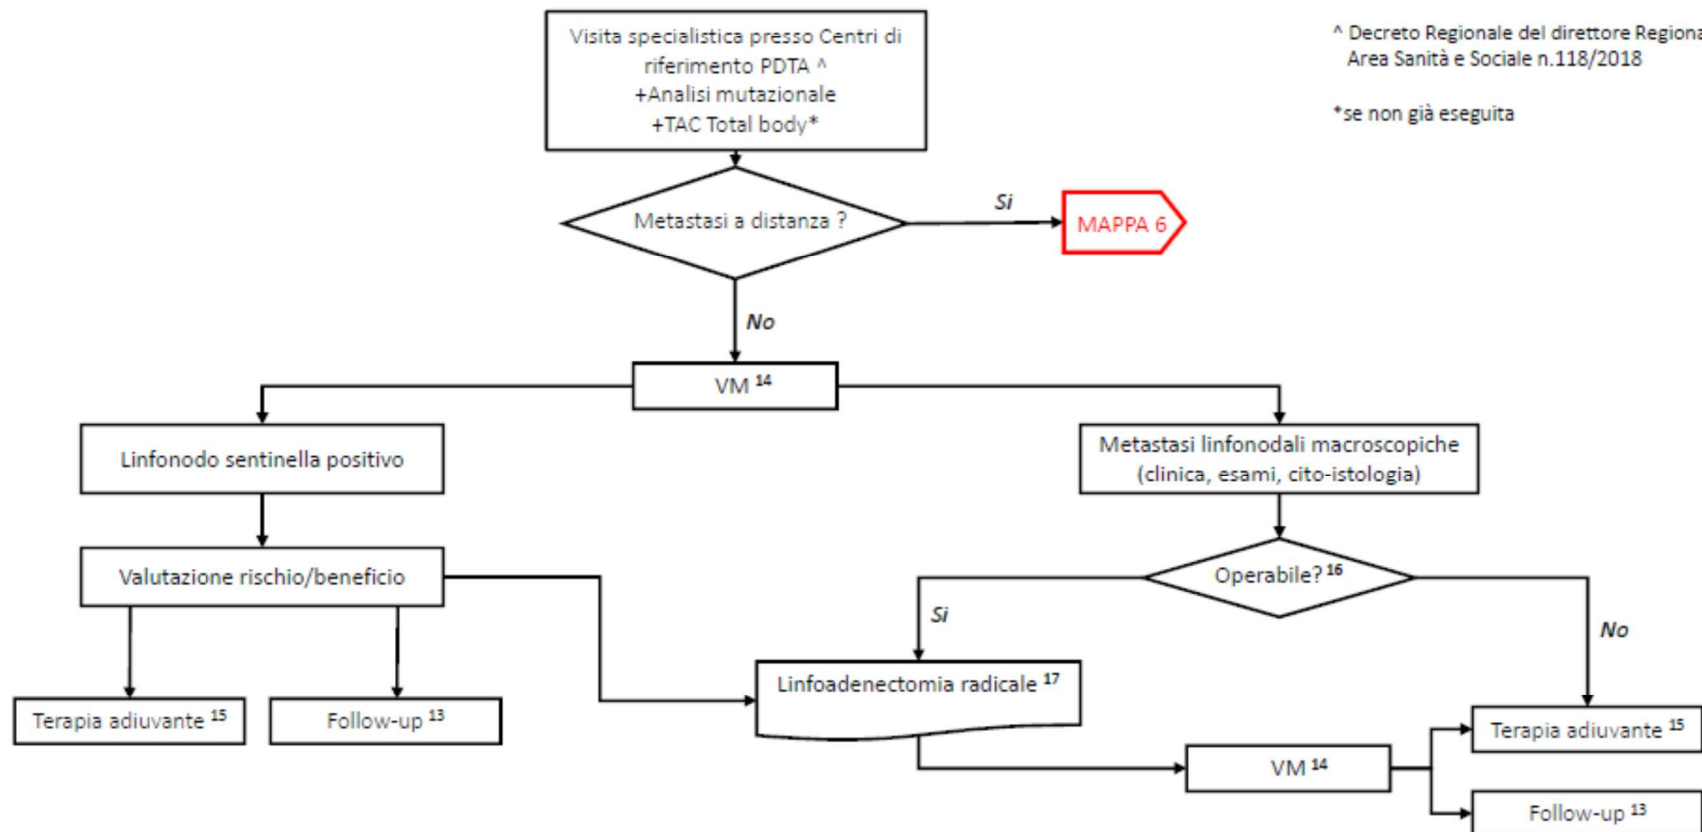 Visita specialistica presso Centri di
riferimento PDTA ^
+Analisi mutazionale
+TAC Total body*
^ Decreto Regionale del direttore Regiona
Area Sanità e Sociale n.118/2018
*se non già eseguita
Metastasi a distanza ?
Si
MAPPA 6
No
VM 14
Linfonodo sentinella positivo
Metastasi linfonodali macroscopiche
(clinica, esami, cito-istologia)
Valutazione rischio/beneficio
Operabile? 16
Si
No
Linfoadenectomia radicale 17
Terapia adiuvante 15
Follow-up 13
Terapia adiuvante 15
VM 14
Follow-up 13